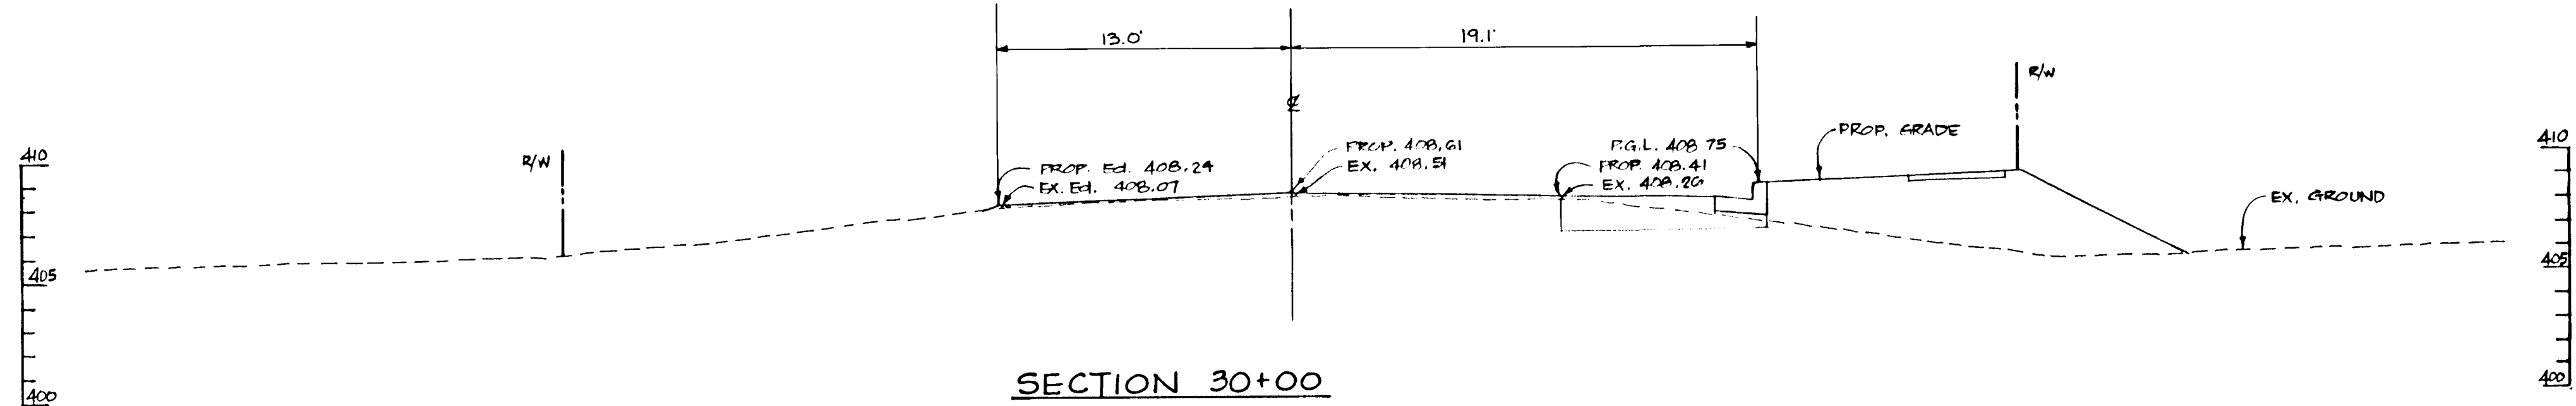 13.0'
19.1'
R/W
℄
R/W
PROP. GRADE
410
PROP. Ed. 408.24
EX. Ed. 408.07
PROP. 408.61
EX. 408.51
P.G.L. 408.75
PROP. 408.41
EX. 408.26
410
EX. GROUND
405
405
SECTION 30+00
400
400